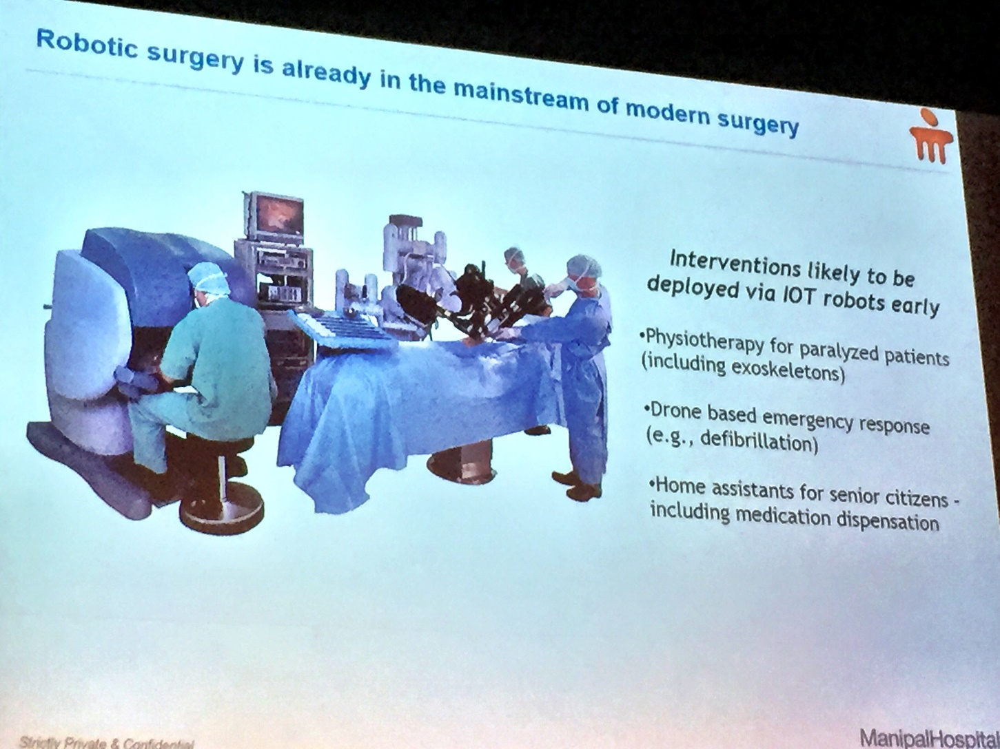 Robotic surgery is already in the mainstream of modern surgery
Interventions likely to be
deployed via IOT robots early
•Physiotherapy for paralyzed patients
(including exoskeletons)
•Drone based emergency response
(e.g., defibrillation)
•Home assistants for senior citizens -
including medication dispensation
Strictly Private & Confidential
ManipalHospital